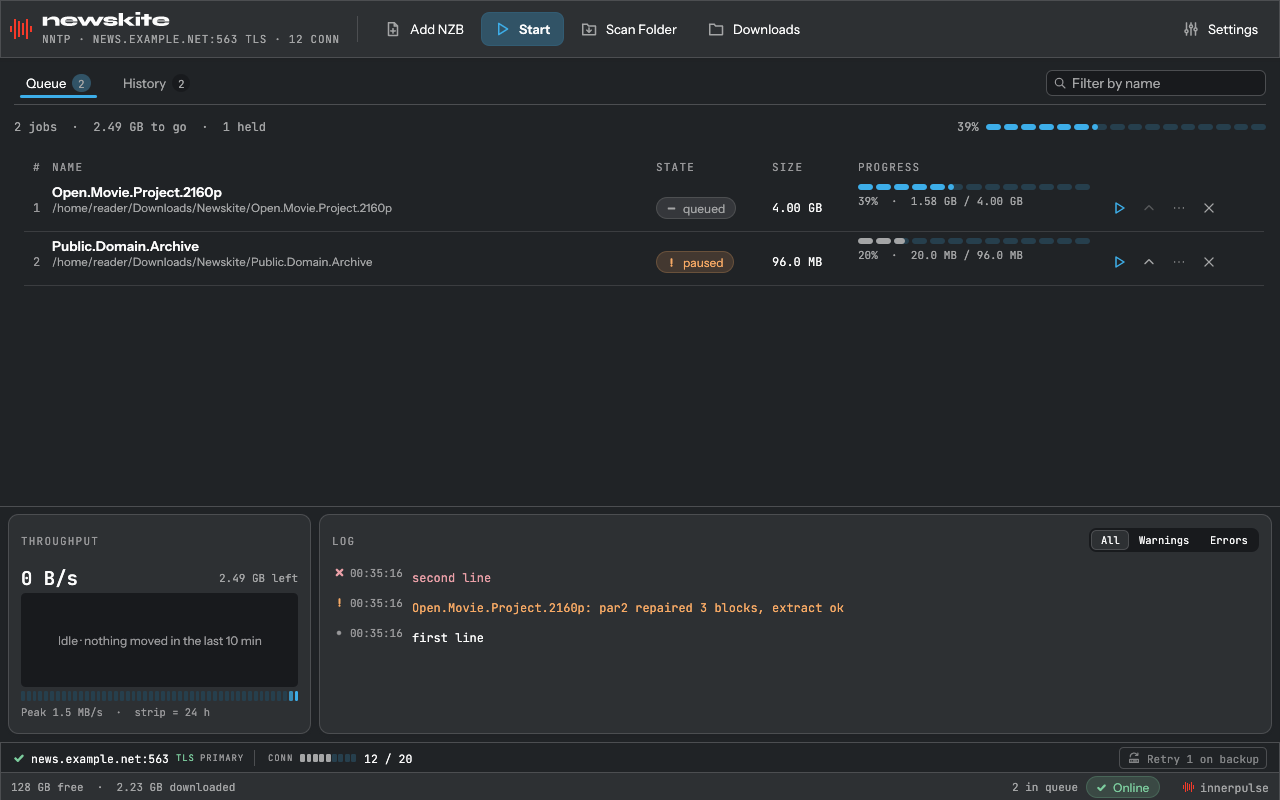 newskite
NNTP · NEWS.EXAMPLE.NET:563 TLS · 12 CONN
Add NZB
Start
Scan Folder
Downloads
Settings
Queue 2
History 2
Filter by name
2 jobs · 2.49 GB to go · 1 held
39%
# NAME STATE SIZE PROGRESS
Open.Movie.Project.2160p
1 /home/reader/Downloads/Newskite/Open.Movie.Project.2160p
queued
4.00 GB
39% · 1.58 GB / 4.00 GB
Public.Domain.Archive
2 /home/reader/Downloads/Newskite/Public.Domain.Archive
! paused
96.0 MB
20% · 20.0 MB / 96.0 MB
THROUGHPUT
0 B/s
2.49 GB left
Idle · nothing moved in the last 10 min
Peak 1.5 MB/s · strip = 24 h
LOG
All Warnings Errors
00:35:16 second line
! 00:35:16 Open.Movie.Project.2160p: par2 repaired 3 blocks, extract ok
00:35:16 first line
news.example.net:563 TLS PRIMARY
CONN 12 / 20
Retry 1 on backup
128 GB free · 2.23 GB downloaded
2 in queue
Online
innerpulse